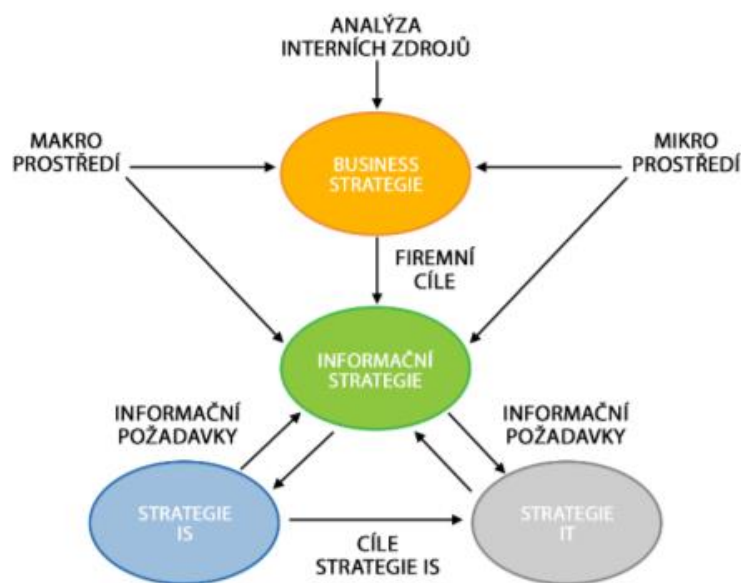 ANALÝZA
INTERNÍCH ZDROJŮ
MAKRO
PROSTŘEDÍ
BUSINESS
STRATEGIE
MIKRO
PROSTŘEDÍ
FIREMNÍ
CÍLE
INFORMAČNÍ
STRATEGIE
INFORMAČNÍ
POŽADAVKY
INFORMAČNÍ
POŽADAVKY
STRATEGIE
IS
CÍLE
STRATEGIE IS
STRATEGIE
IT